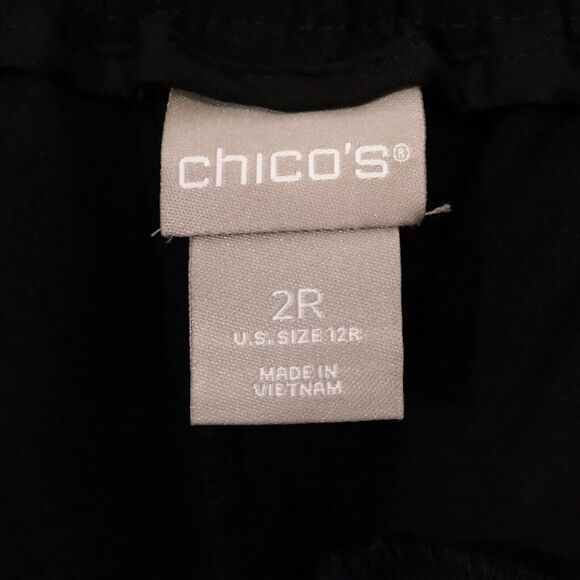 chico's®
2R
U.S. SIZE 12R
MADE IN
VIETNAM